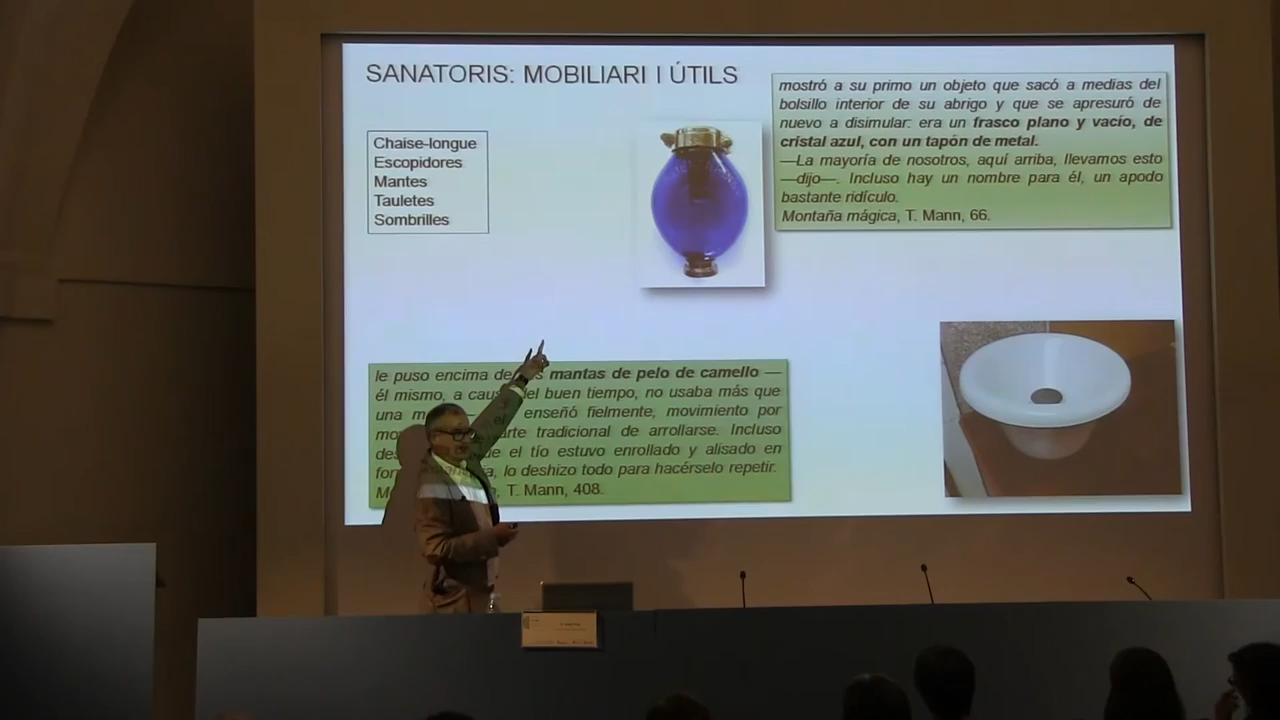 SANATORIS: MOBILIARI I ÚTILS
Chaise-longue
Escopidores
Mantes
Tauletes
Sombrilles
mostró a su primo un objeto que sacó a medias del
bolsillo interior de su abrigo y que se apresuró de
nuevo a disimular: era un frasco plano y vacío, de
cristal azul, con un tapón de metal.
—La mayoría de nosotros, aquí arriba, llevamos esto
—dijo—. Incluso hay un nombre para él, un apodo
bastante ridículo.
Montaña mágica, T. Mann, 66.
le puso encima mantas de pelo de camello —
él mismo, a del buen tiempo, no usaba más que
una enseñó fielmente, movimiento por
arte tradicional de arrollarse. Incluso
que el tío estuvo enrollado y alisado en
lo deshizo todo para hacérselo repetir.
T. Mann, 408.